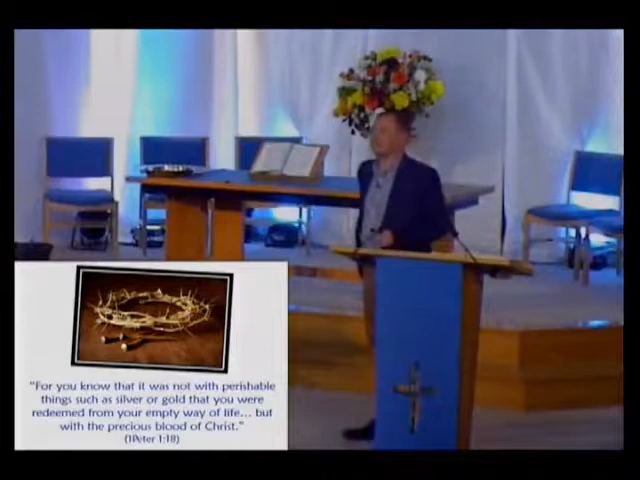 "For you know that it was not with perishable
things such as silver or gold that you were
redeemed from your empty way of life... but
with the precious blood of Christ."
(1Peter 1:18)